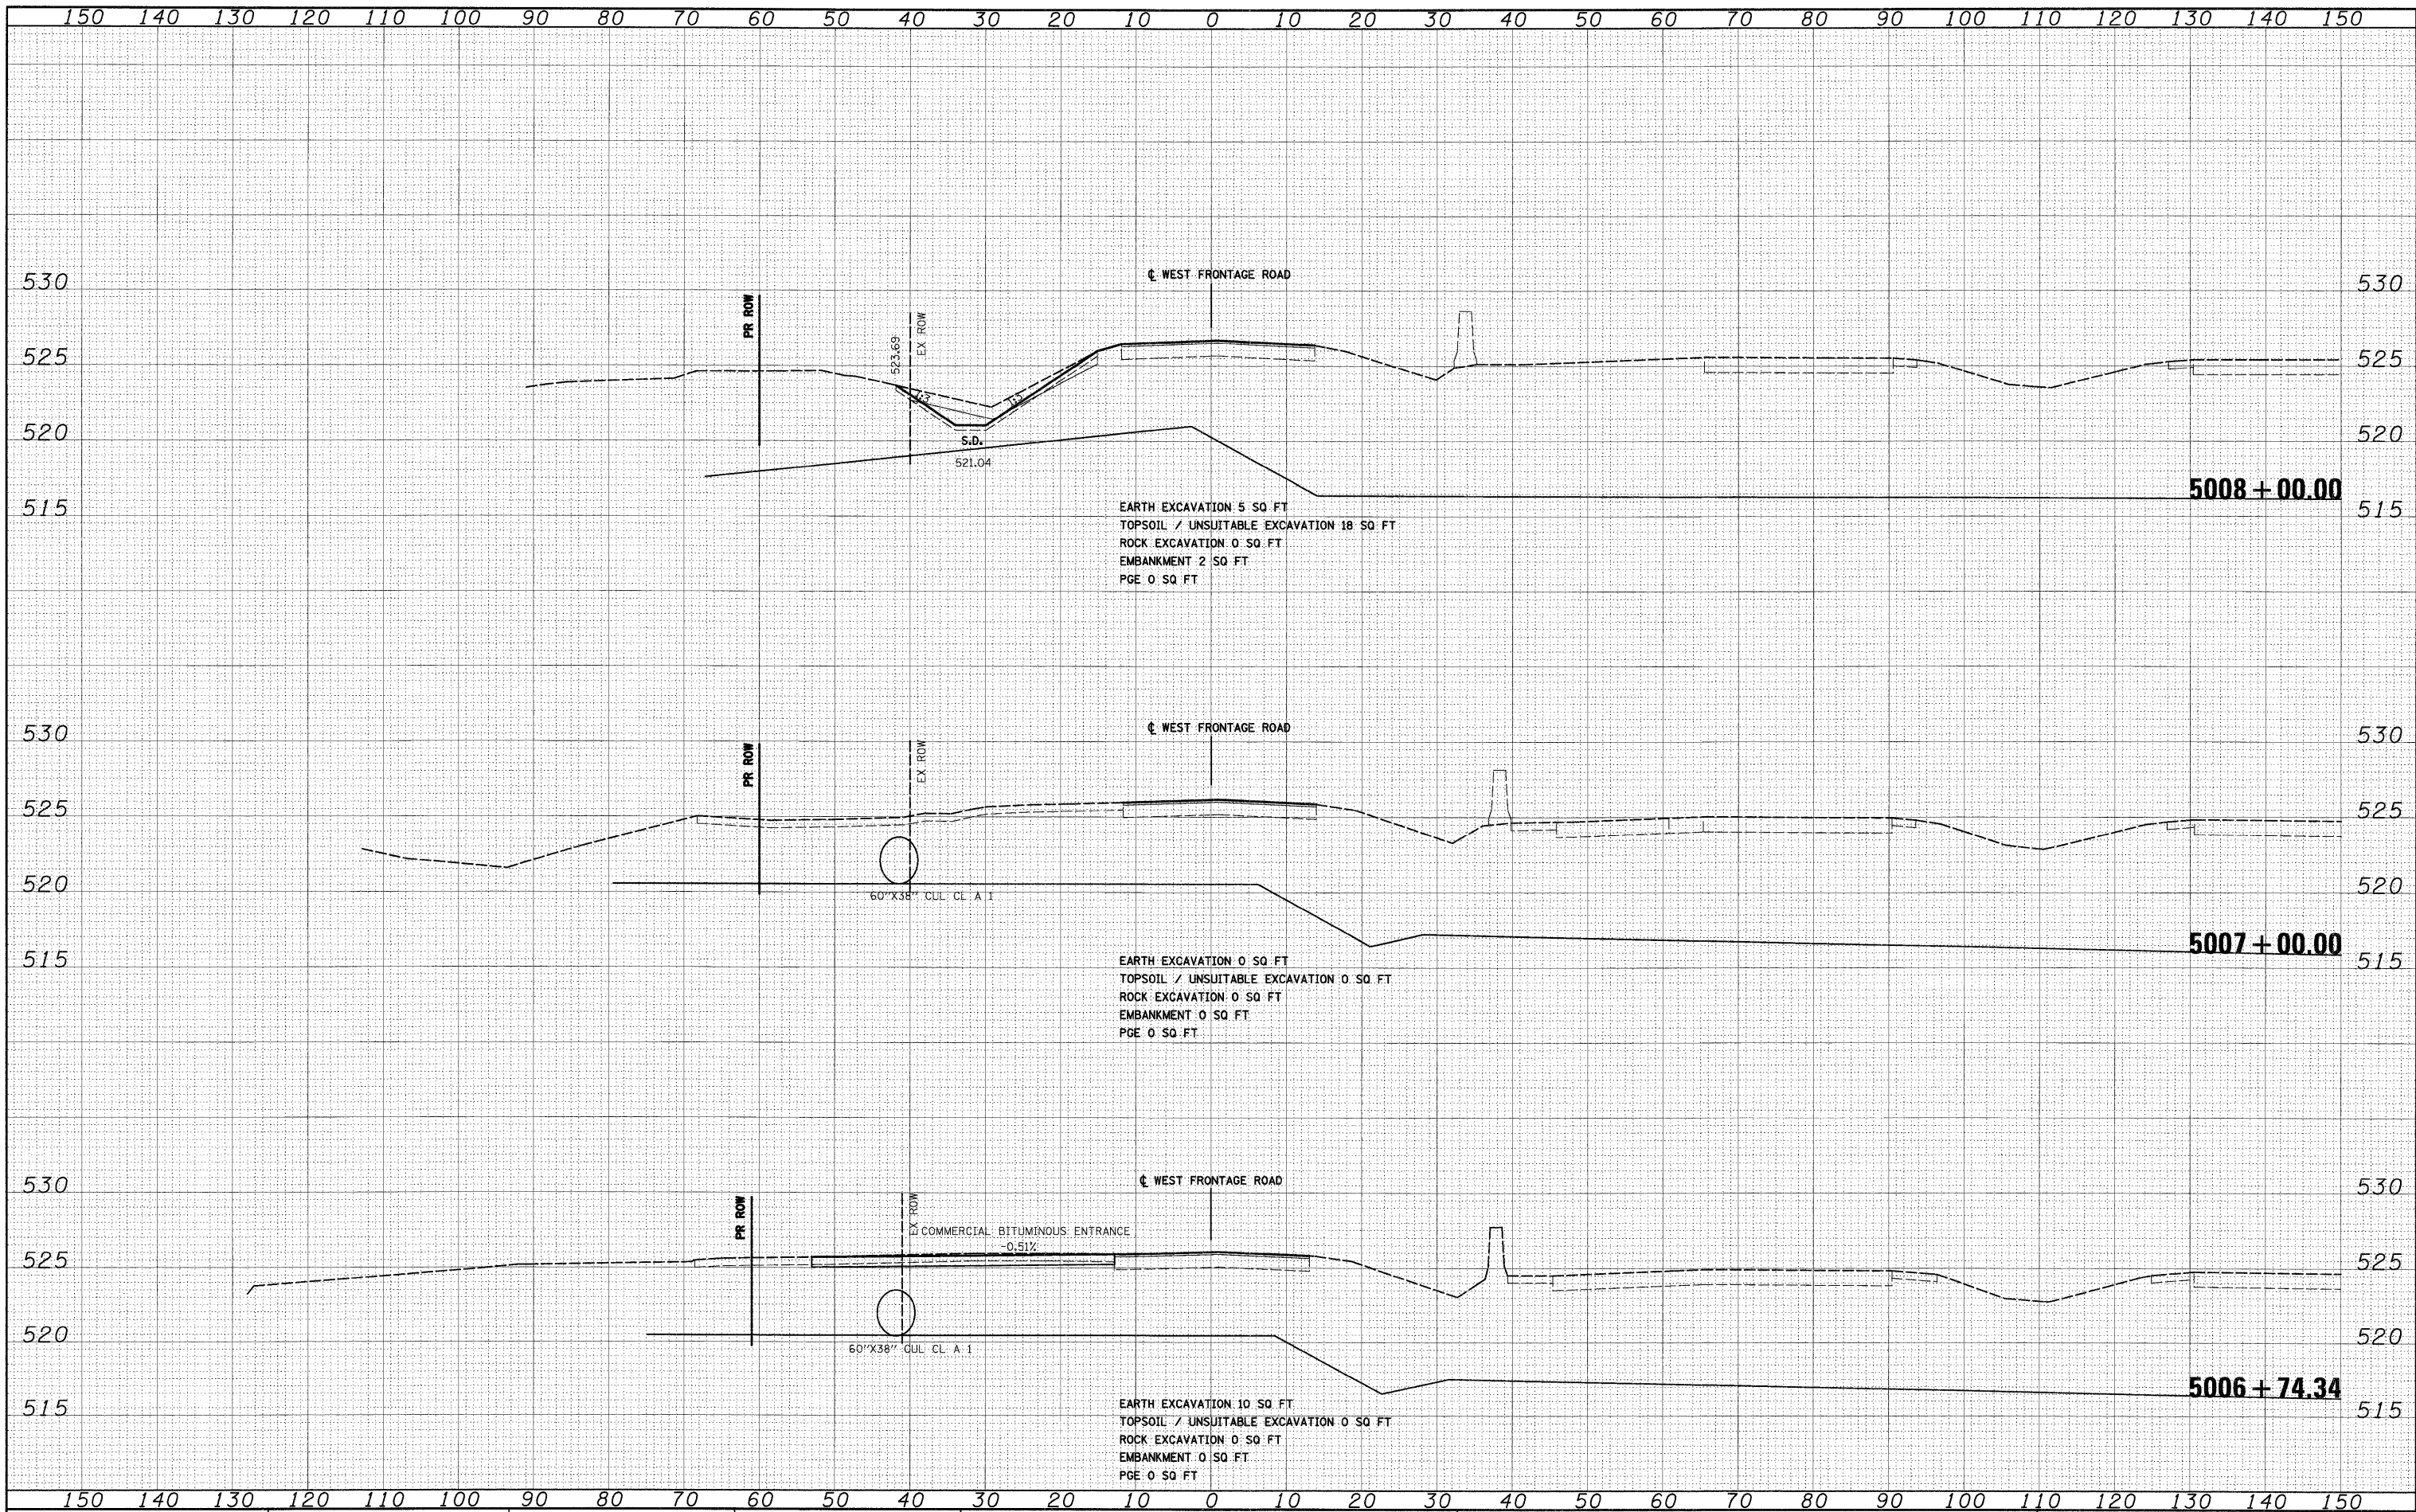 150 140 130 120 110 100 90 80 70 60 50 40 30 20 10 0 10 20 30 40 50 60 70 80 90 100 110 120 130 140 150
℄ WEST FRONTAGE ROAD
530 530
PR ROW
EX ROW
523.69
525 525
1:3 1:5
520 520
S.D.
521.04
5008+00.00
515 515
EARTH EXCAVATION 5 SQ FT
TOPSOIL / UNSUITABLE EXCAVATION 18 SQ FT
ROCK EXCAVATION 0 SQ FT
EMBANKMENT 2 SQ FT
PGE 0 SQ FT
℄ WEST FRONTAGE ROAD
530 530
PR ROW
EX ROW
525 525
520 520
60"X38" CUL CL A 1
5007+00.00
515 515
EARTH EXCAVATION 0 SQ FT
TOPSOIL / UNSUITABLE EXCAVATION 0 SQ FT
ROCK EXCAVATION 0 SQ FT
EMBANKMENT 0 SQ FT
PGE 0 SQ FT
℄ WEST FRONTAGE ROAD
530 530
PR ROW
EX ROW
COMMERCIAL BITUMINOUS ENTRANCE
-0.51%
525 525
520 520
60"X38" CUL CL A 1
5006+74.34
515 515
EARTH EXCAVATION 10 SQ FT
TOPSOIL / UNSUITABLE EXCAVATION 0 SQ FT
ROCK EXCAVATION 0 SQ FT
EMBANKMENT 0 SQ FT
PGE 0 SQ FT
150 140 130 120 110 100 90 80 70 60 50 40 30 20 10 0 10 20 30 40 50 60 70 80 90 100 110 120 130 140 150